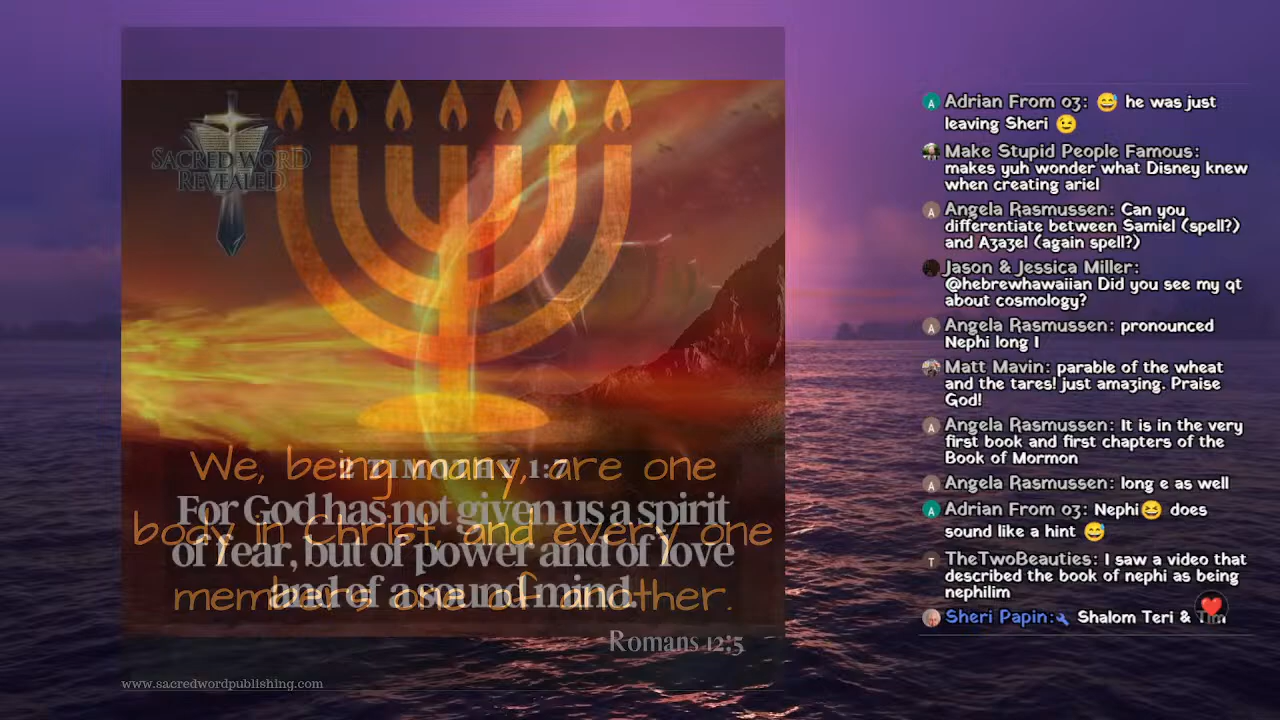 SACRED WORD
REVEALED
2 TIMOTHY 1:7
For God has not given us a spirit
of fear, but of power and of love
and of a sound mind.
We, being many, are one
body in Christ, and every one
members one of another.
Romans 12;5
www.sacredwordpublishing.com
A Adrian From 03: 😅 he was just
leaving Sheri 😉
Make Stupid People Famous:
makes yuh wonder what Disney knew
when creating ariel
A Angela Rasmussen: Can you
differentiate between Samiel (spell?)
and Azazel (again spell?)
Jason & Jessica Miller:
@hebrewhawaiian Did you see my qt
about cosmology?
A Angela Rasmussen: pronounced
Nephi long I
Matt Mavin: parable of the wheat
and the tares! just amazing. Praise
God!
A Angela Rasmussen: It is in the very
first book and first chapters of the
Book of Mormon
A Angela Rasmussen: long e as well
A Adrian From 03: Nephi😆 does
sound like a hint 😅
T TheTwoBeauties: I saw a video that
described the book of nephi as being
nephilim
Sheri Papin:🔧 Shalom Teri & Tim